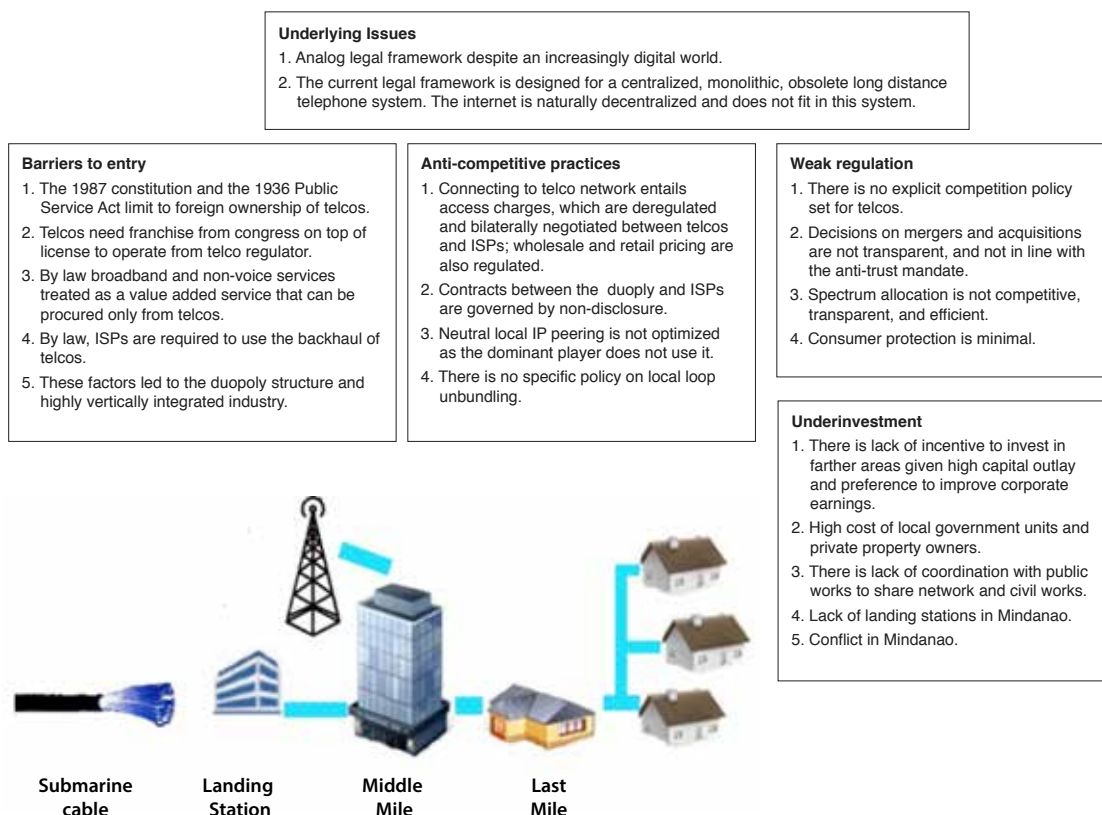 Underlying Issues
1. Analog legal framework despite an increasingly digital world.
2. The current legal framework is designed for a centralized, monolithic, obsolete long distance
telephone system. The internet is naturally decentralized and does not fit in this system.
Barriers to entry
1. The 1987 constitution and the 1936 Public
Service Act limit to foreign ownership of telcos.
2. Telcos need franchise from congress on top of
license to operate from telco regulator.
3. By law broadband and non-voice services
treated as a value added service that can be
procured only from telcos.
4. By law, ISPs are required to use the backhaul of
telcos.
5. These factors led to the duopoly structure and
highly vertically integrated industry.
Anti-competitive practices
1. Connecting to telco network entails
access charges, which are deregulated
and bilaterally negotiated between telcos
and ISPs; wholesale and retail pricing are
also regulated.
2. Contracts between the duoply and ISPs
are governed by non-disclosure.
3. Neutral local IP peering is not optimized
as the dominant player does not use it.
4. There is no specific policy on local loop
unbundling.
Weak regulation
1. There is no explicit competition policy
set for telcos.
2. Decisions on mergers and acquisitions
are not transparent, and not in line with
the anti-trust mandate.
3. Spectrum allocation is not competitive,
transparent, and efficient.
4. Consumer protection is minimal.
Underinvestment
1. There is lack of incentive to invest in
farther areas given high capital outlay
and preference to improve corporate
earnings.
2. High cost of local government units and
private property owners.
3. There is lack of coordination with public
works to share network and civil works.
4. Lack of landing stations in Mindanao.
5. Conflict in Mindanao.
Submarine
cable
Landing
Station
Middle
Mile
Last
Mile